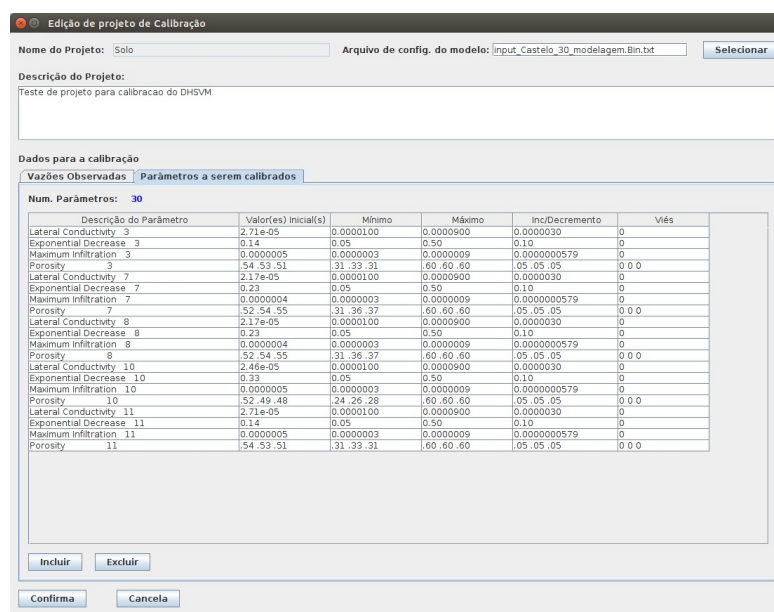 Edição de projeto de Calibração
Nome do Projeto: Solo Arquivo de config. do modelo: input_Castelo_30_modelagem.Bin.txt Selecionar
Descrição do Projeto:
Teste de projeto para calibracao do DHSVM
Dados para a calibração
Vazões Observadas Parâmetros a serem calibrados
Num. Parâmetros: 30
Descrição do Parâmetro Valor(es) Inicial(s) Mínimo Máximo Inc/Decremento Viés
Lateral Conductivity 3 2.71e-05 0.0000100 0.0000900 0.0000030 0
Exponential Decrease 3 0.14 0.05 0.50 0.10 0
Maximum Infiltration 3 0.0000005 0.0000003 0.0000009 0.0000000579 0
Porosity 3 .54 .53 .51 .31 .33 .31 .60 .60 .60 .05 .05 .05 0 0 0
Lateral Conductivity 7 2.17e-05 0.0000100 0.0000900 0.0000030 0
Exponential Decrease 7 0.23 0.05 0.50 0.10 0
Maximum Infiltration 7 0.0000004 0.0000003 0.0000009 0.0000000579 0
Porosity 7 .52 .54 .55 .31 .36 .37 .60 .60 .60 .05 .05 .05 0 0 0
Lateral Conductivity 8 2.17e-05 0.0000100 0.0000900 0.0000030 0
Exponential Decrease 8 0.23 0.05 0.50 0.10 0
Maximum Infiltration 8 0.0000004 0.0000003 0.0000009 0.0000000579 0
Porosity 8 .52 .54 .55 .31 .36 .37 .60 .60 .60 .05 .05 .05 0 0 0
Lateral Conductivity 10 2.46e-05 0.0000100 0.0000900 0.0000030 0
Exponential Decrease 10 0.33 0.05 0.50 0.10 0
Maximum Infiltration 10 0.0000005 0.0000003 0.0000009 0.0000000579 0
Porosity 10 .52 .49 .48 .24 .26 .28 .60 .60 .60 .05 .05 .05 0 0 0
Lateral Conductivity 11 2.71e-05 0.0000100 0.0000900 0.0000030 0
Exponential Decrease 11 0.14 0.05 0.50 0.10 0
Maximum Infiltration 11 0.0000005 0.0000003 0.0000009 0.0000000579 0
Porosity 11 .54 .53 .51 .31 .33 .31 .60 .60 .60 .05 .05 .05 0 0 0
Incluir Excluir
Confirma Cancela